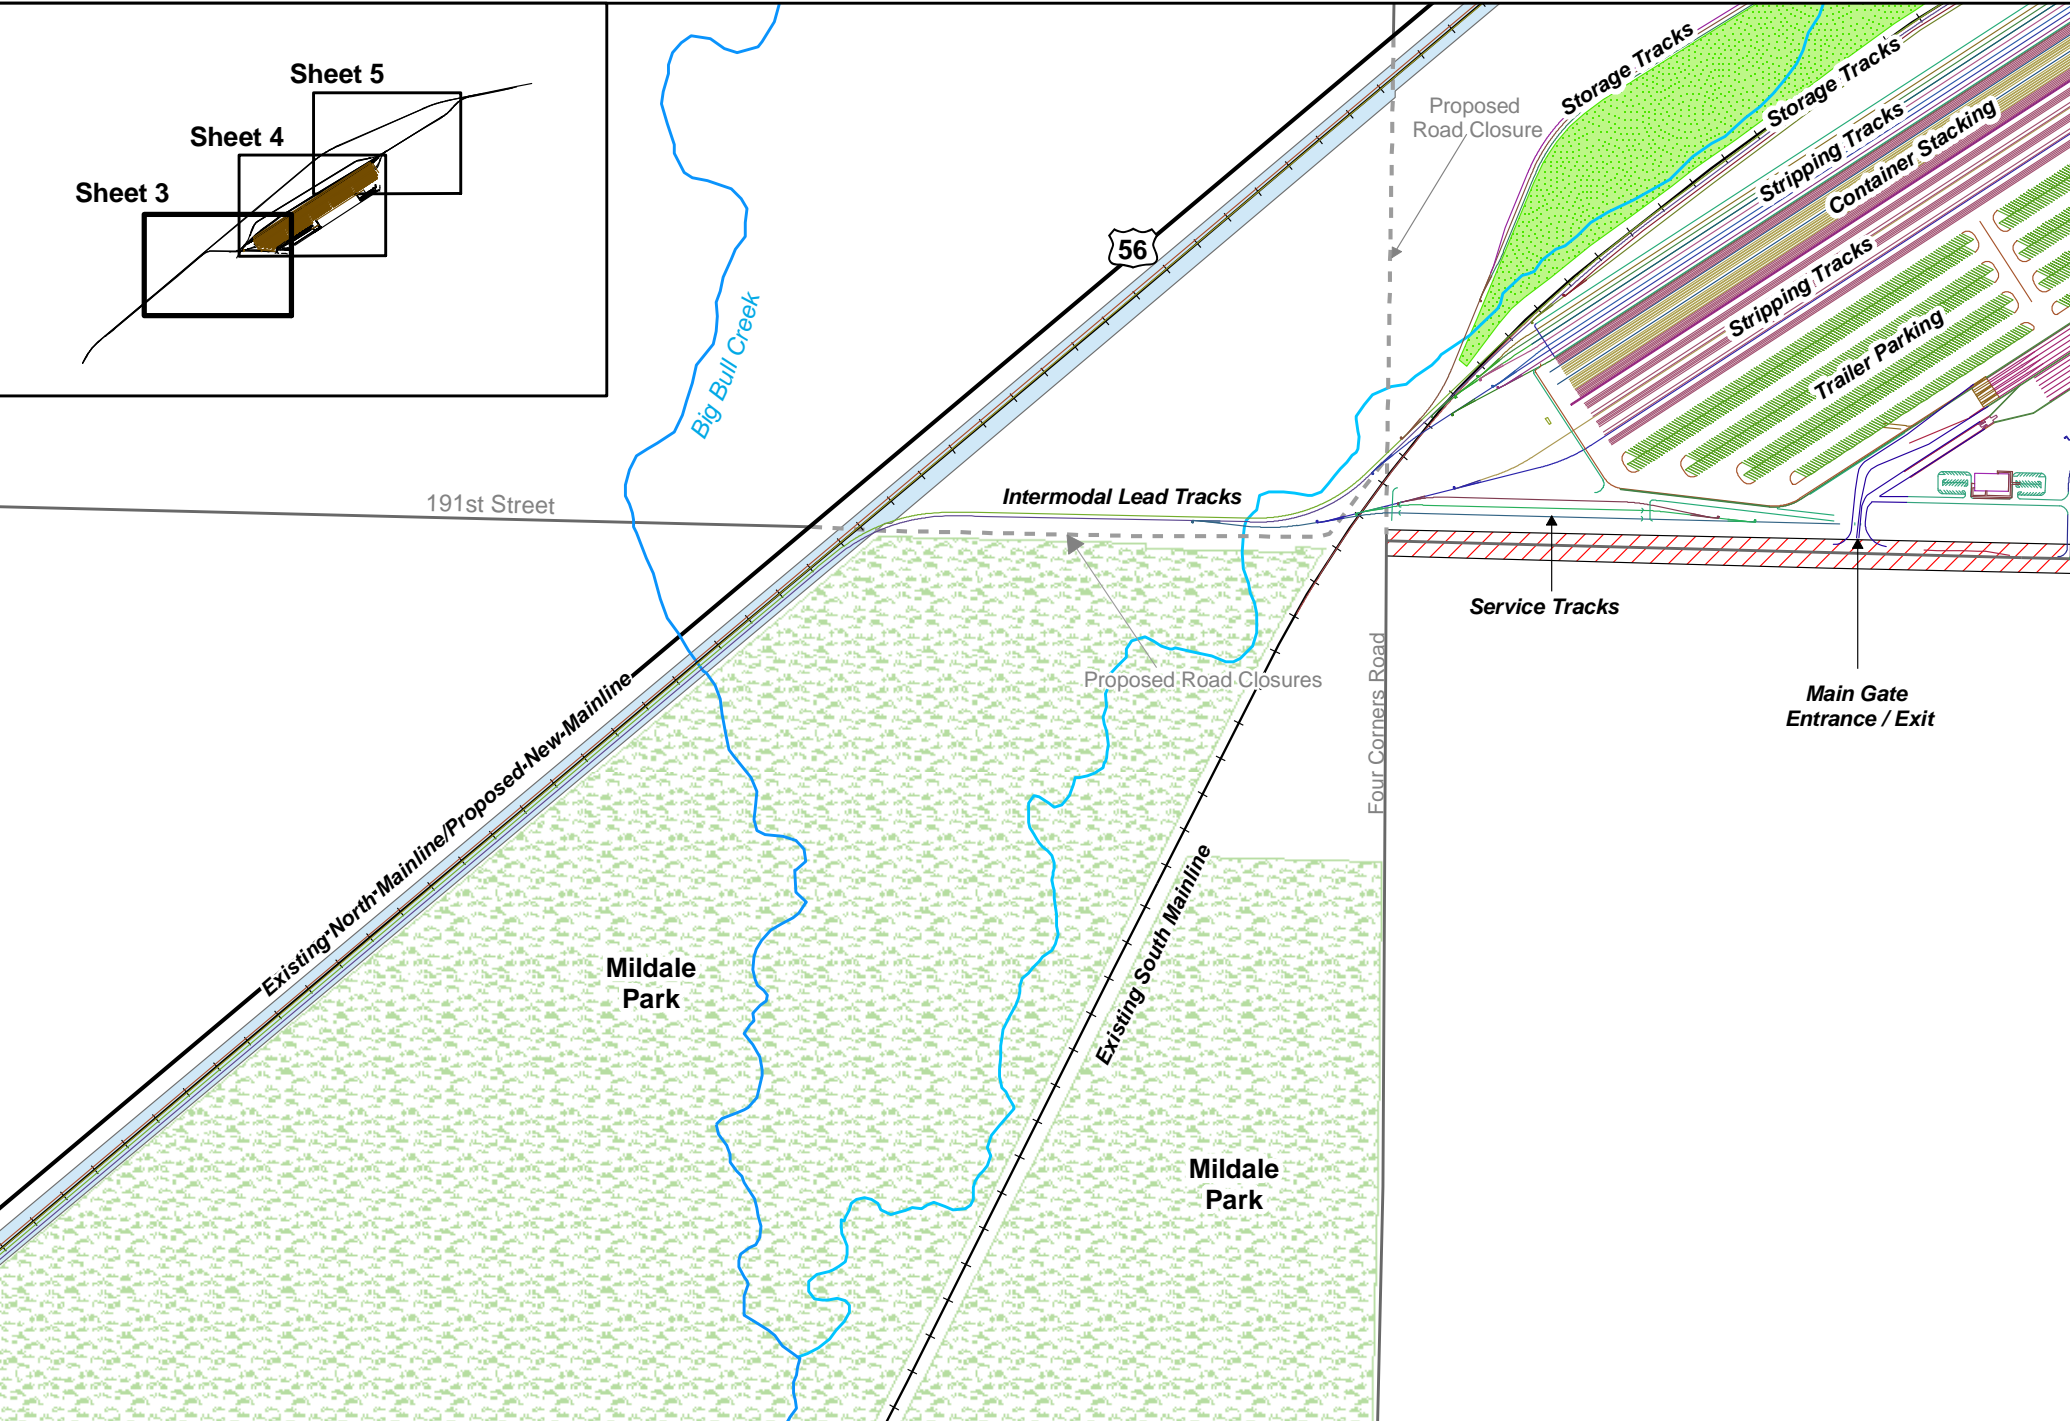 Sheet 5
Sheet 4
Sheet 3
Storage Tracks
Storage Tracks
Proposed
Road Closure
Stripping Tracks
Container Stacking
56
Stripping Tracks
Trailer Parking
Big Bull Creek
191st Street
Intermodal Lead Tracks
Service Tracks
Proposed Road Closures
Four Corners Road
Main Gate
Entrance / Exit
Existing North Mainline/Proposed New Mainline
Existing South Mainline
Mildale
Park
Mildale
Park